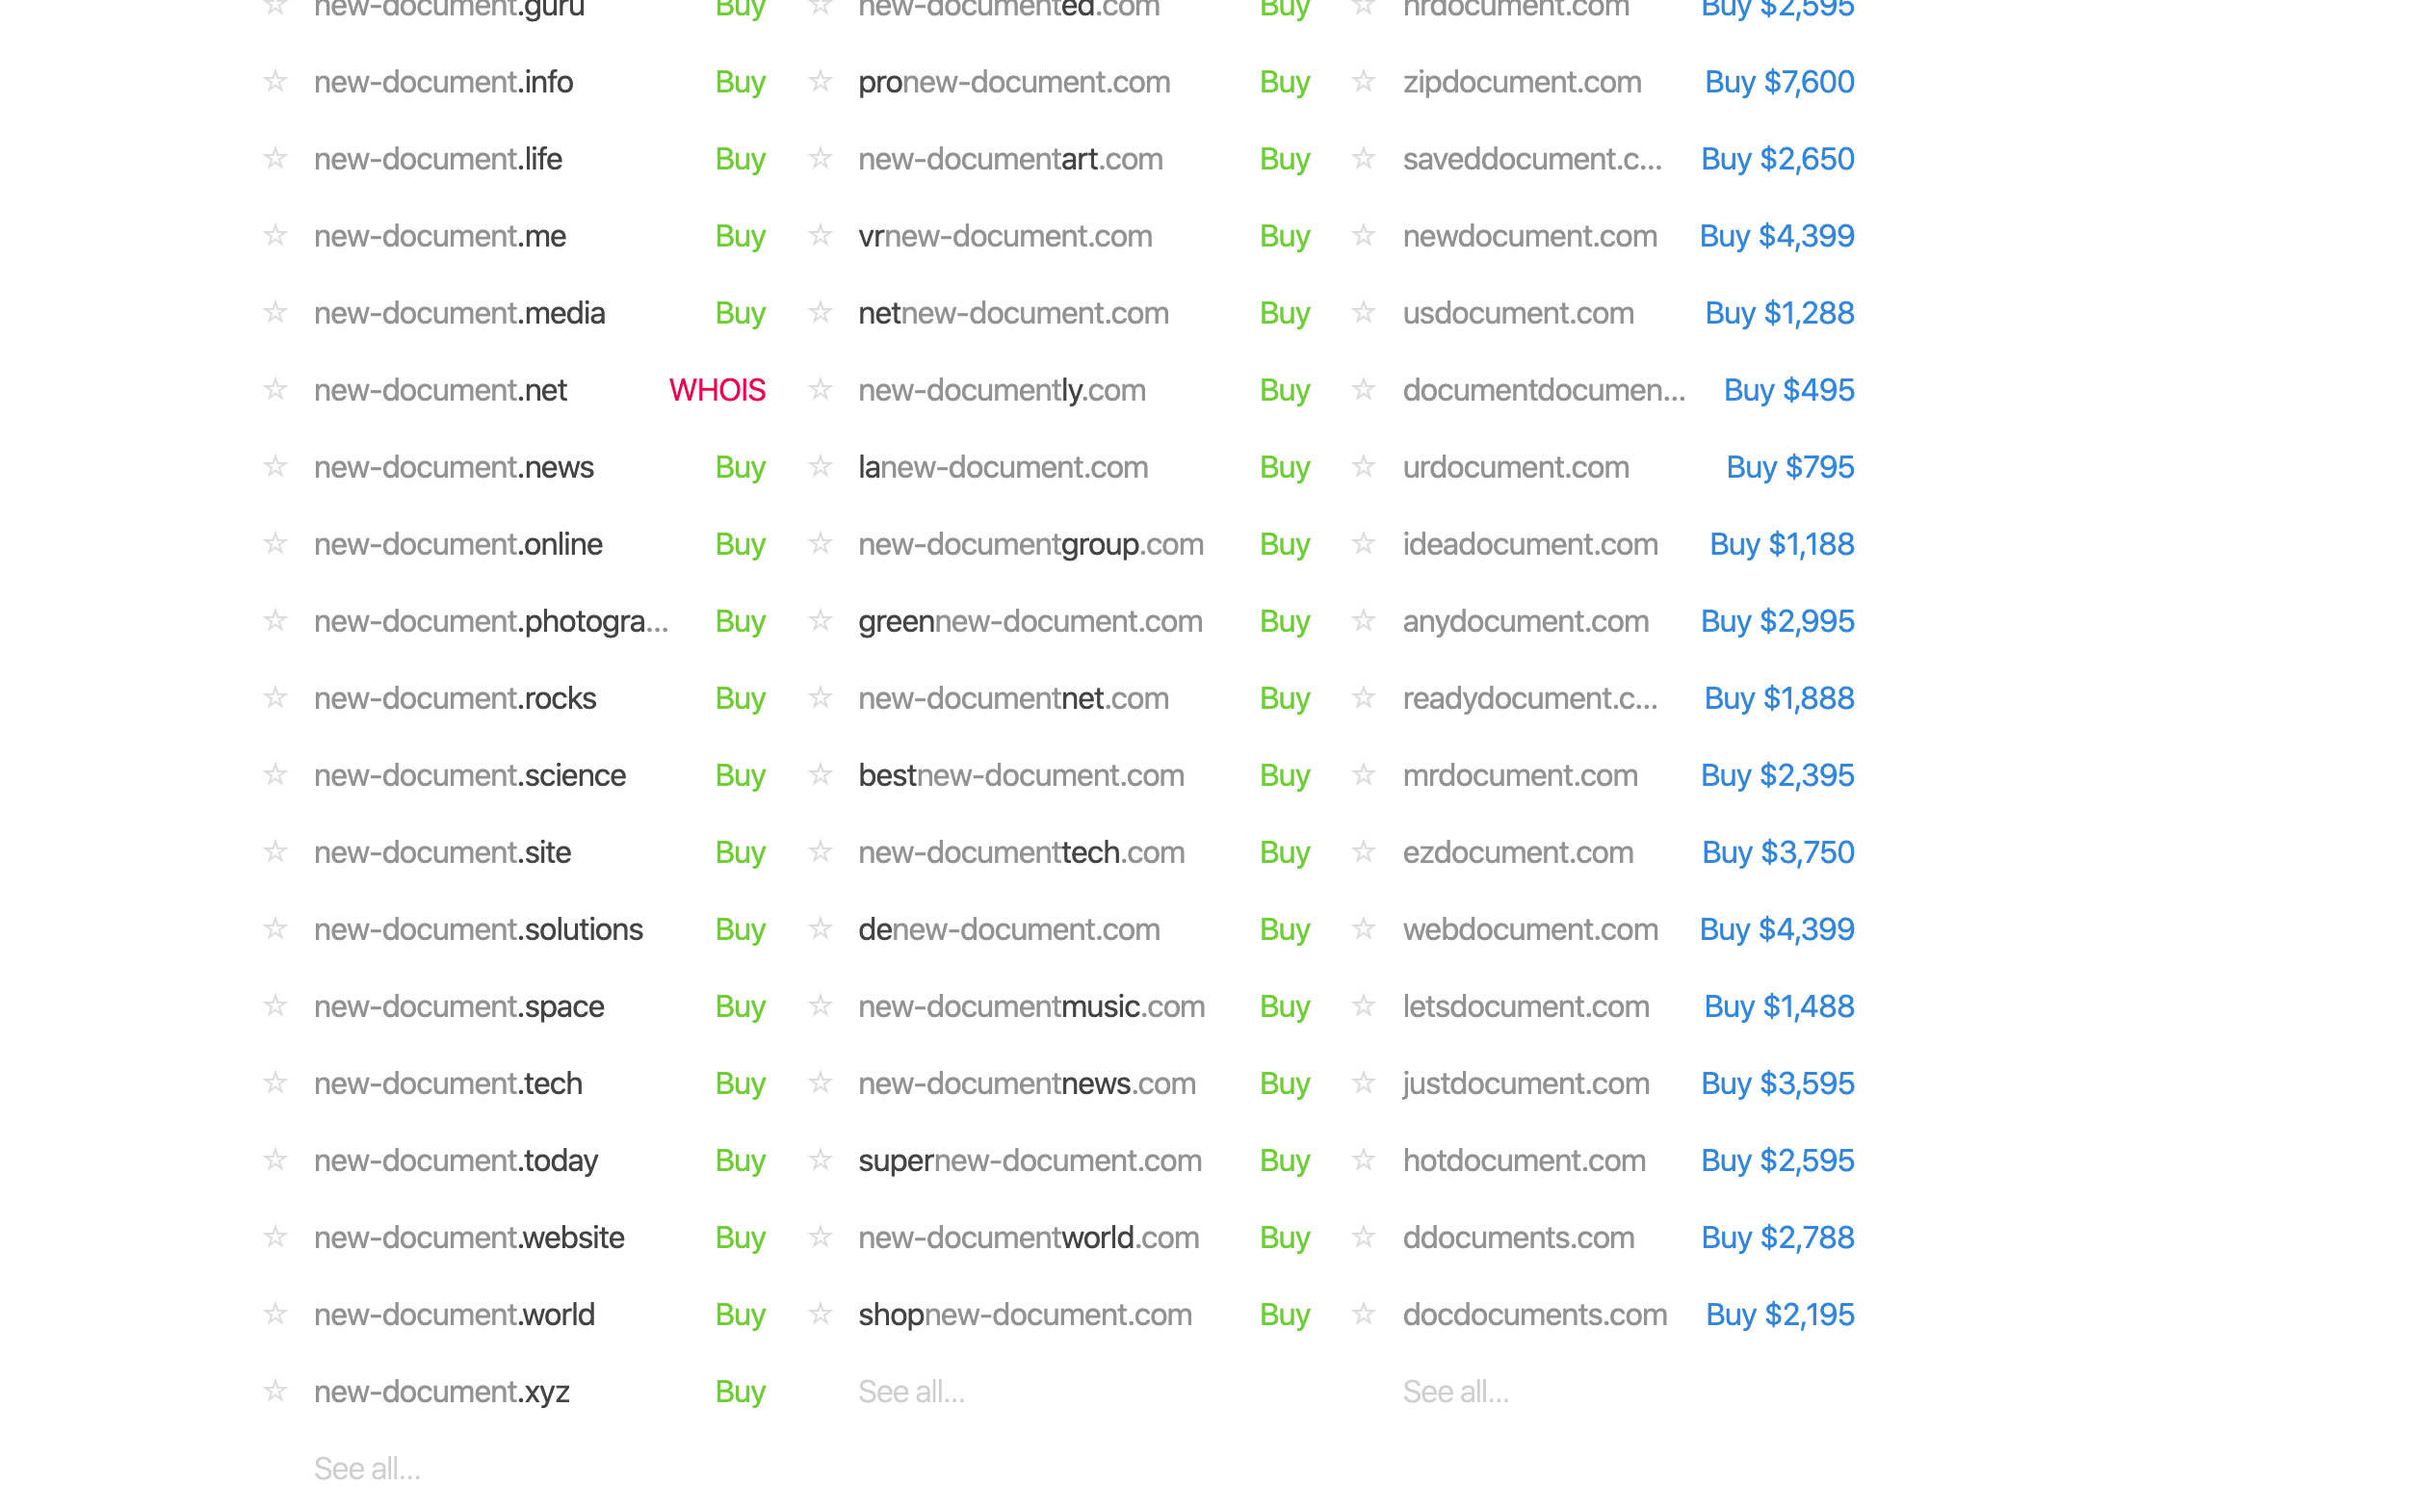 new-document.guru Buy
new-documented.com Buy
hrdocument.com Buy $2,595
new-document.info Buy
pronew-document.com Buy
zipdocument.com Buy $7,600
new-document.life Buy
new-documentart.com Buy
saveddocument.c... Buy $2,650
new-document.me Buy
vrnew-document.com Buy
newdocument.com Buy $4,399
new-document.media Buy
netnew-document.com Buy
usdocument.com Buy $1,288
new-document.net WHOIS
new-documently.com Buy
documentdocumen... Buy $495
new-document.news Buy
lanew-document.com Buy
urdocument.com Buy $795
new-document.online Buy
new-documentgroup.com Buy
ideadocument.com Buy $1,188
new-document.photogra... Buy
greennew-document.com Buy
anydocument.com Buy $2,995
new-document.rocks Buy
new-documentnet.com Buy
readydocument.c... Buy $1,888
new-document.science Buy
bestnew-document.com Buy
mrdocument.com Buy $2,395
new-document.site Buy
new-documenttech.com Buy
ezdocument.com Buy $3,750
new-document.solutions Buy
denew-document.com Buy
webdocument.com Buy $4,399
new-document.space Buy
new-documentmusic.com Buy
letsdocument.com Buy $1,488
new-document.tech Buy
new-documentnews.com Buy
justdocument.com Buy $3,595
new-document.today Buy
supernew-document.com Buy
hotdocument.com Buy $2,595
new-document.website Buy
new-documentworld.com Buy
ddocuments.com Buy $2,788
new-document.world Buy
shopnew-document.com Buy
docdocuments.com Buy $2,195
new-document.xyz Buy
See all...
See all...
See all...